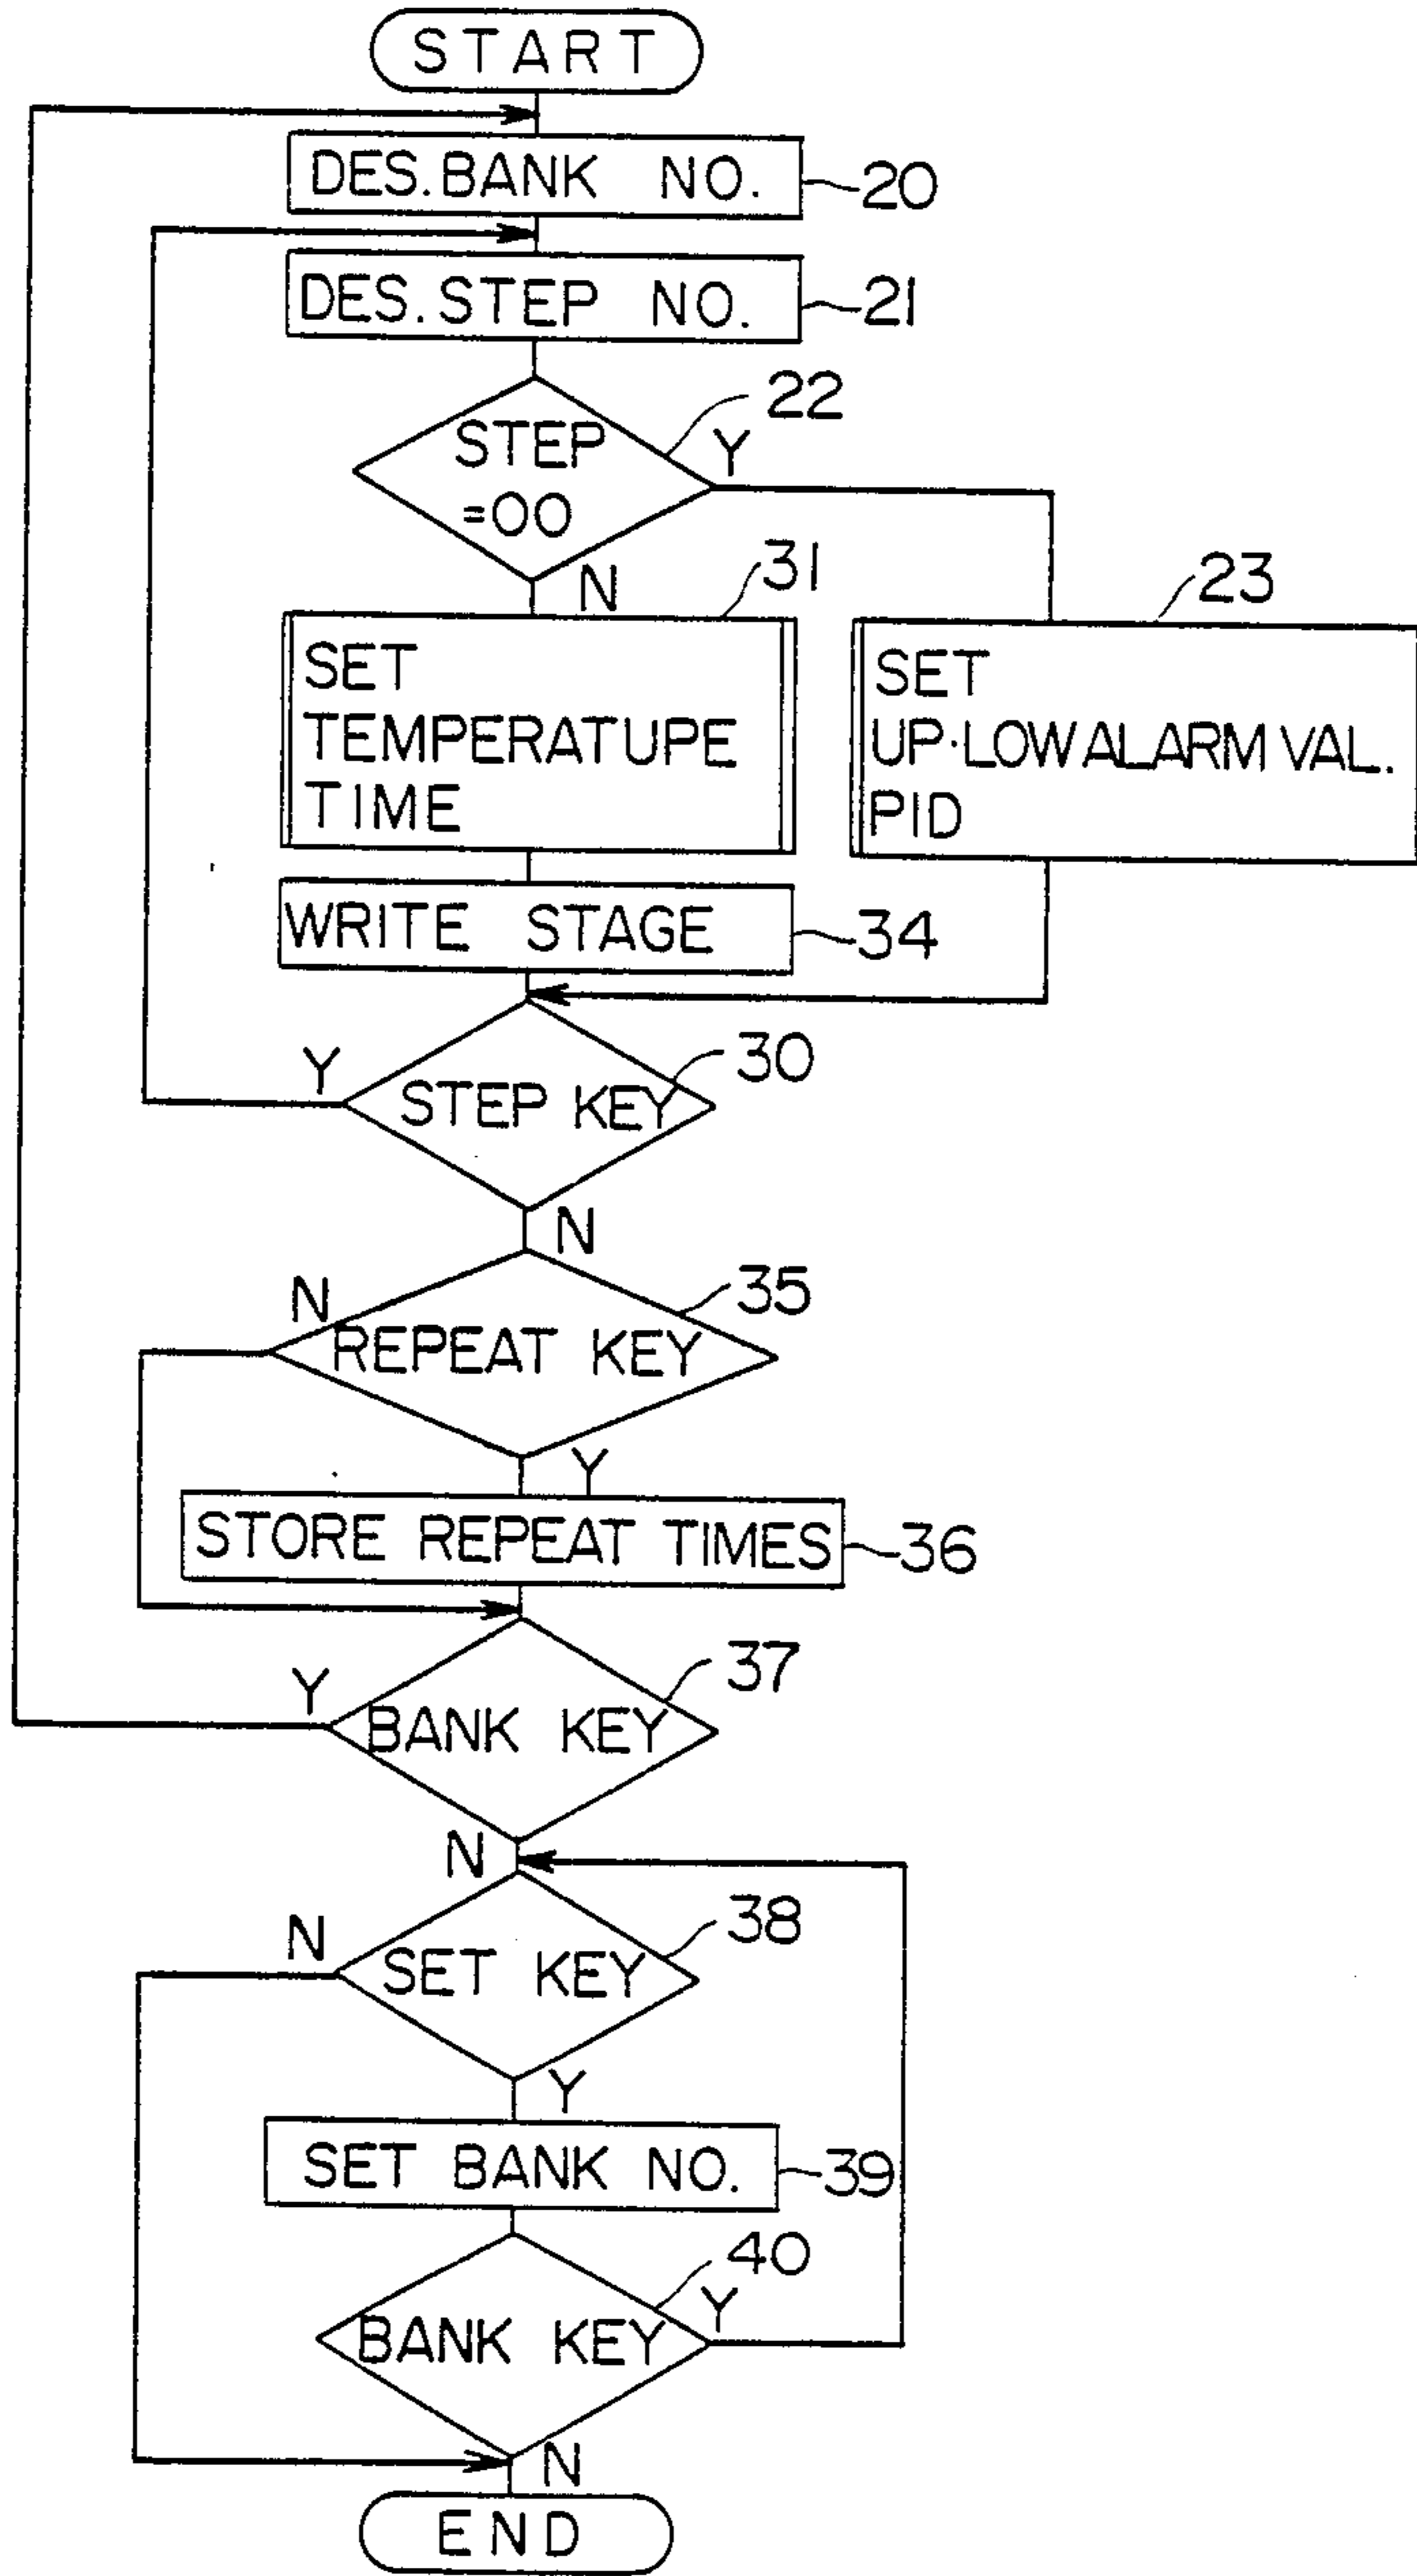 START
DES.BANK NO.
20
DES.STEP NO.
21
22
STEP
=00
Y
N
31
23
SET
TEMPERATUPE
TIME
SET
UP·LOW ALARM VAL.
PID
WRITE STAGE
34
Y
STEP KEY
30
N
N
REPEAT KEY
35
Y
STORE REPEAT TIMES
36
Y
BANK KEY
37
N
N
SET KEY
38
Y
SET BANK NO.
39
40
BANK KEY
Y
N
END